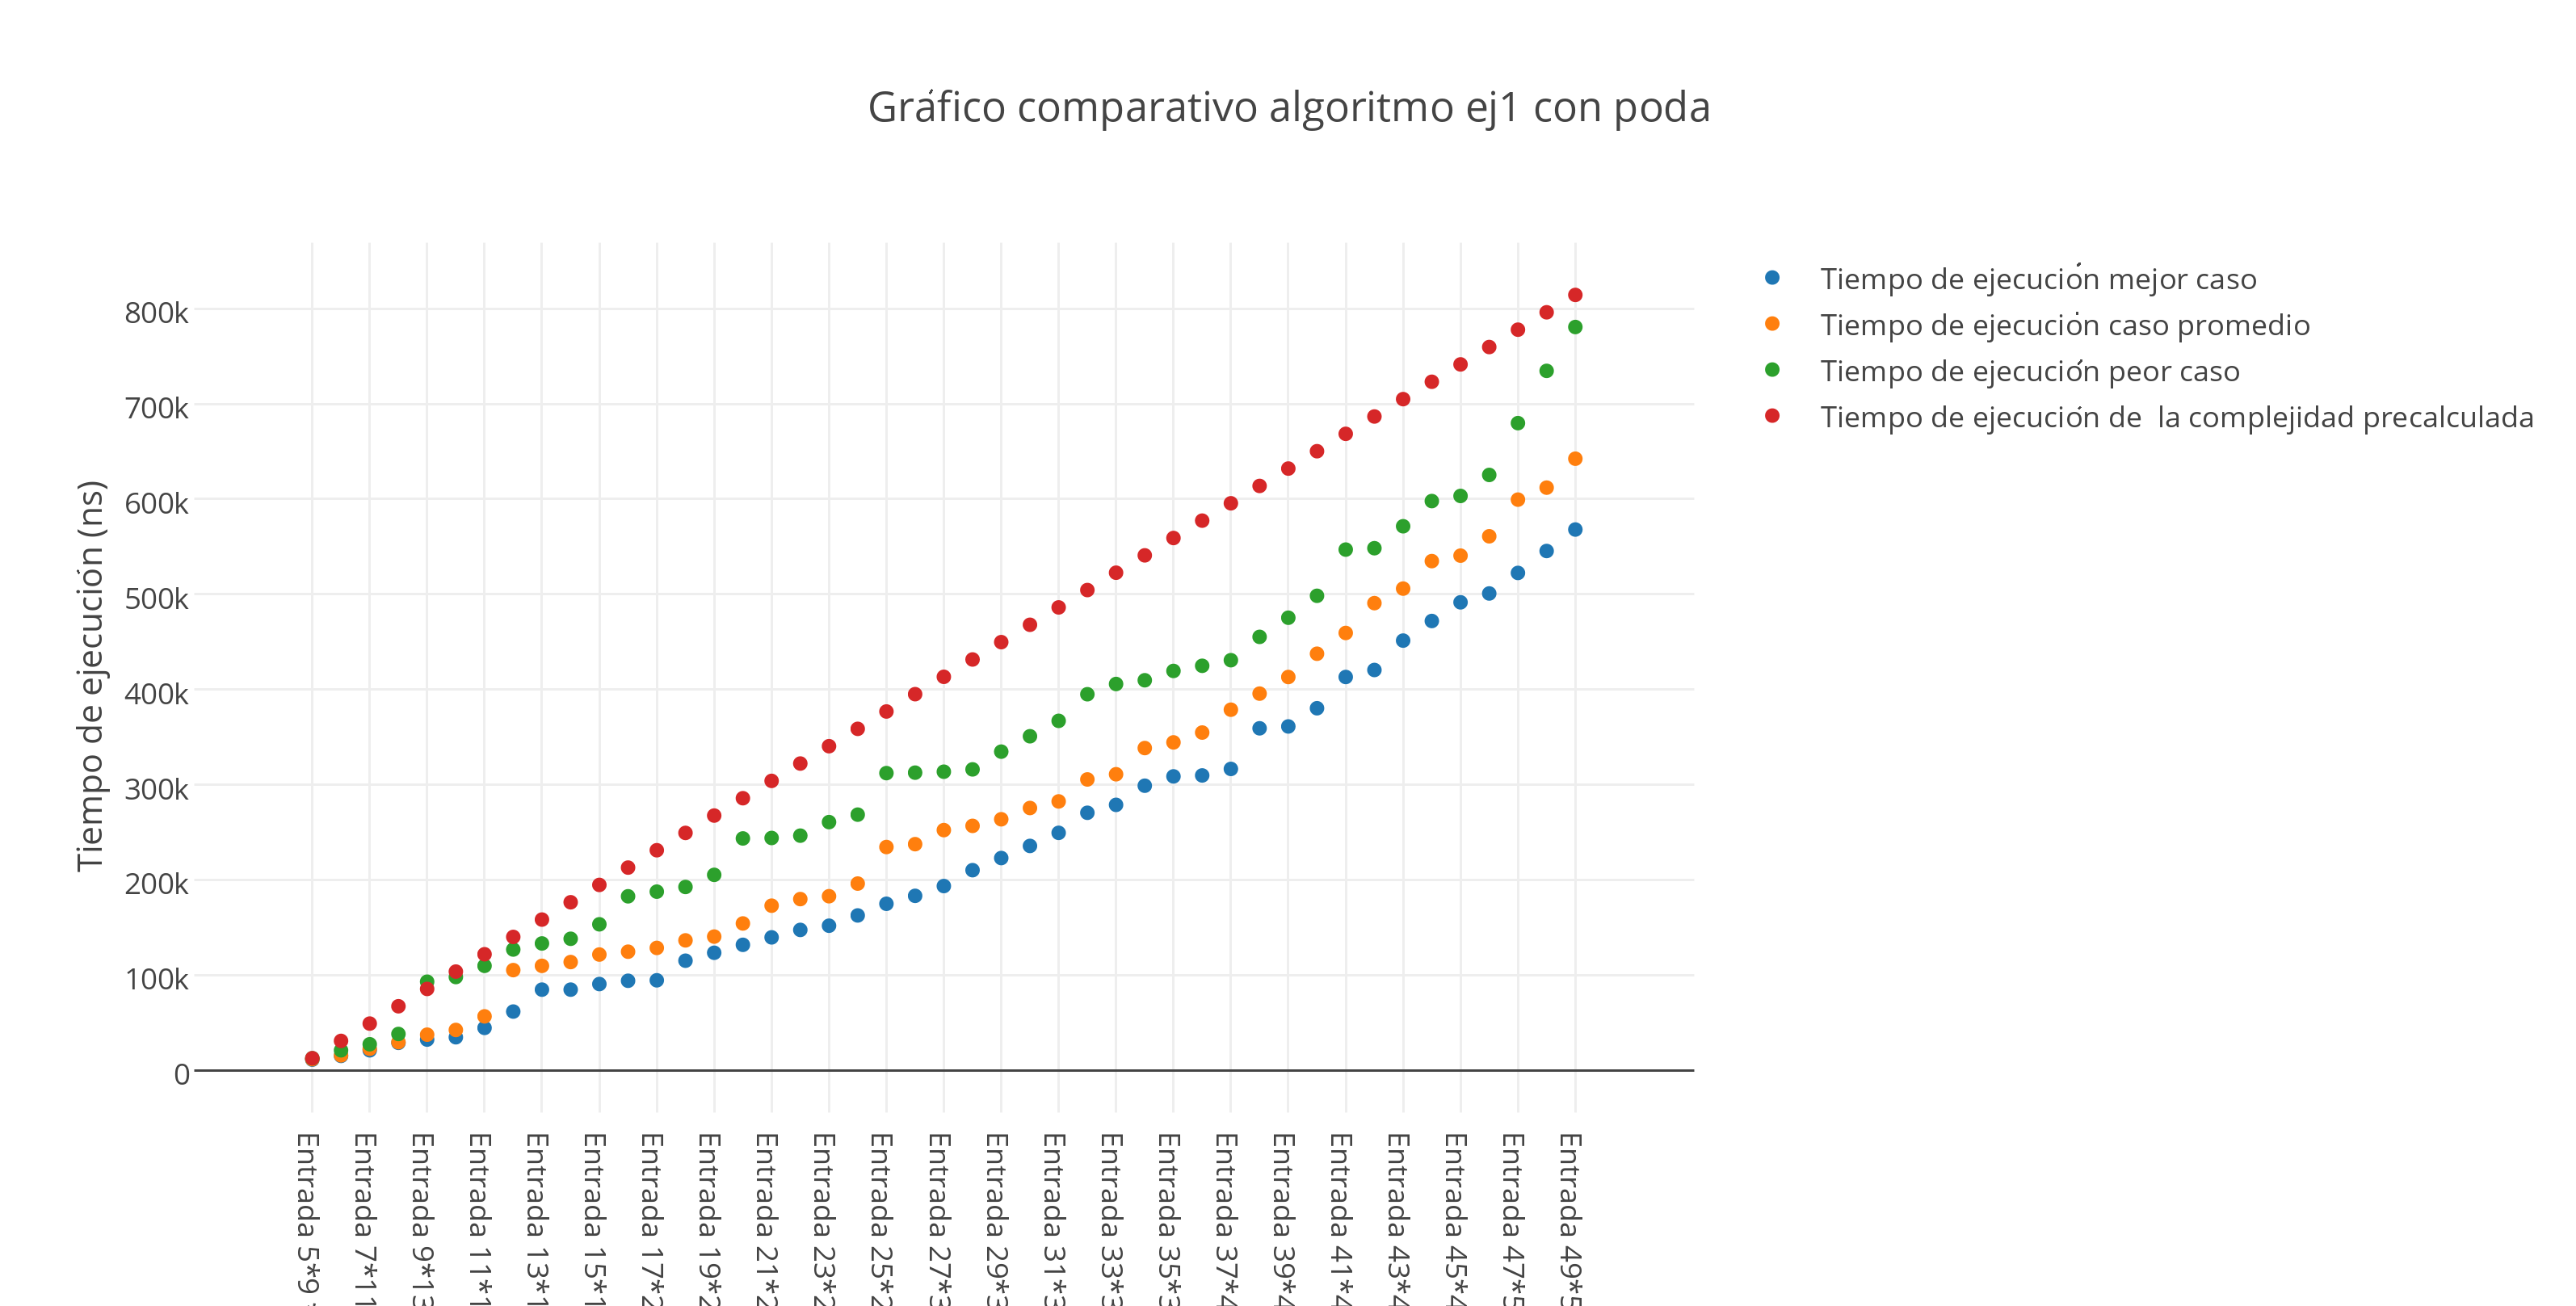 Gráfico comparativo algoritmo ej1 con poda
Tiempo de ejecución mejor caso
Tiempo de ejecución caso promedio
Tiempo de ejecución peor caso
Tiempo de ejecución de la complejidad precalculada
Tiempo de ejecución (ns)
800k
700k
600k
500k
400k
300k
200k
100k
0
Entrada 5*9
Entrada 7*11
Entrada 9*13
Entrada 11*1
Entrada 13*1
Entrada 15*1
Entrada 17*2
Entrada 19*2
Entrada 21*2
Entrada 23*2
Entrada 25*2
Entrada 27*3
Entrada 29*3
Entrada 31*3
Entrada 33*3
Entrada 35*3
Entrada 37*4
Entrada 39*4
Entrada 41*4
Entrada 43*4
Entrada 45*4
Entrada 47*5
Entrada 49*5